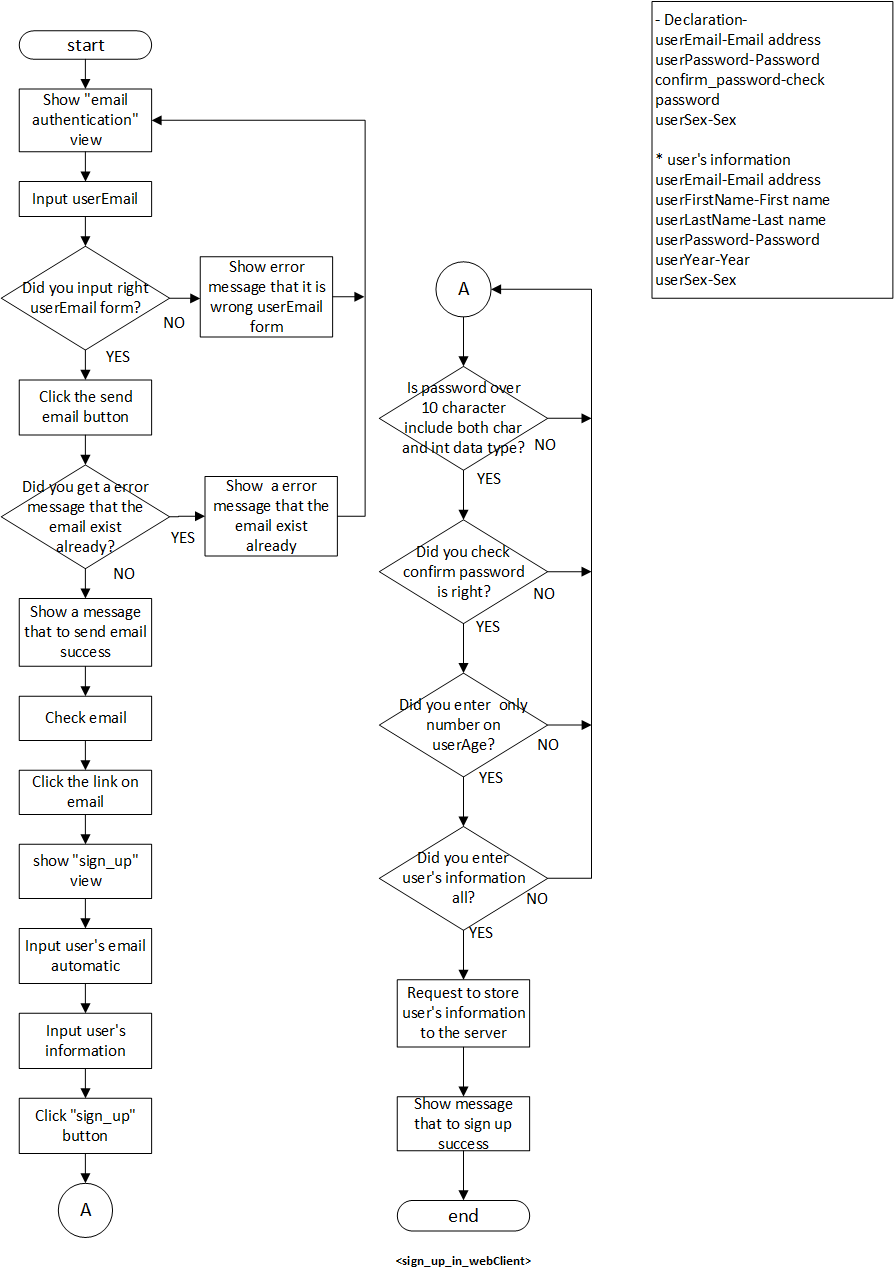 start
Show "email
authentication"
view
Input userEmail
Did you input right
userEmail form?
NO
Show error
message that it is
wrong userEmail
form
YES
Click the send
email button
Did you get a error
message that the
email exist
already?
YES
Show  a error
message that the
email exist
already
NO
Show a message
that to send email
success
Check email
Click the link on
email
show "sign_up"
view
Input user's email
automatic
Input user's
information
Click "sign_up"
button
A
A
Is password over
10 character
include both char
and int data type?
NO
YES
Did you check
confirm password
is right?
NO
YES
Did you enter  only
number on
userAge?
NO
YES
Did you enter
user's information
all?
NO
YES
Request to store
user's information
to the server
Show message
that to sign up
success
end
<sign_up_in_webClient>
- Declaration-
userEmail-Email address
userPassword-Password
confirm_password-check
password
userSex-Sex
* user's information
userEmail-Email address
userFirstName-First name
userLastName-Last name
userPassword-Password
userYear-Year
userSex-Sex